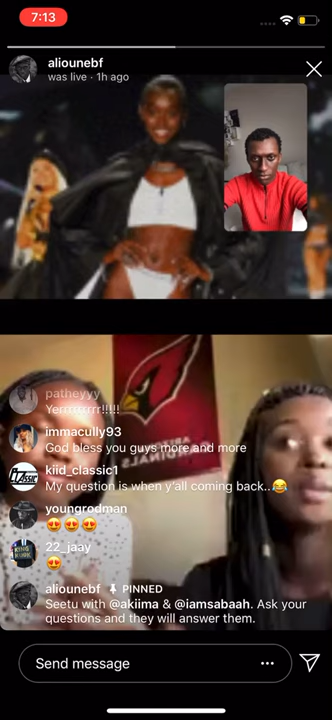 7:13
aliounebf
was live · 1h ago
patheyyy
Yerrrrrrrrr!!!!!
immacully93
God bless you guys more and more
kiid_classic1
My question is when y'all coming back..😂
youngrodman
😍😍😍
22_jaay
😍
aliounebf PINNED
Seetu with @akiima & @iamsabaah. Ask your
questions and they will answer them.
Send message